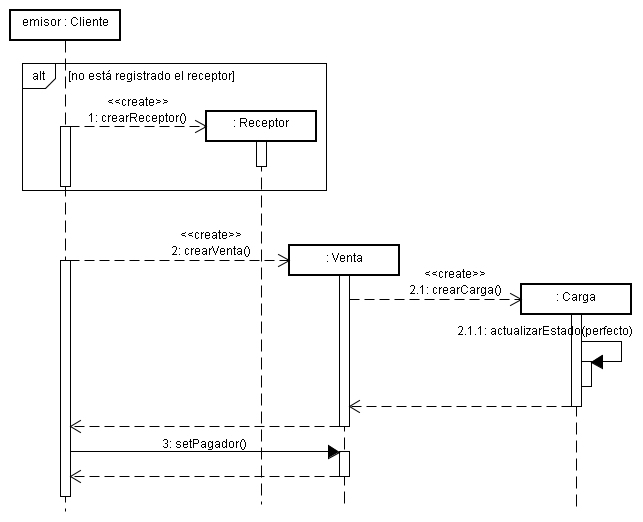 emisor : Cliente
alt
[no está registrado el receptor]
<<create>>
1: crearReceptor()
: Receptor
<<create>>
2: crearVenta()
: Venta
<<create>>
2.1: crearCarga()
: Carga
2.1.1: actualizarEstado(perfecto)
3: setPagador()